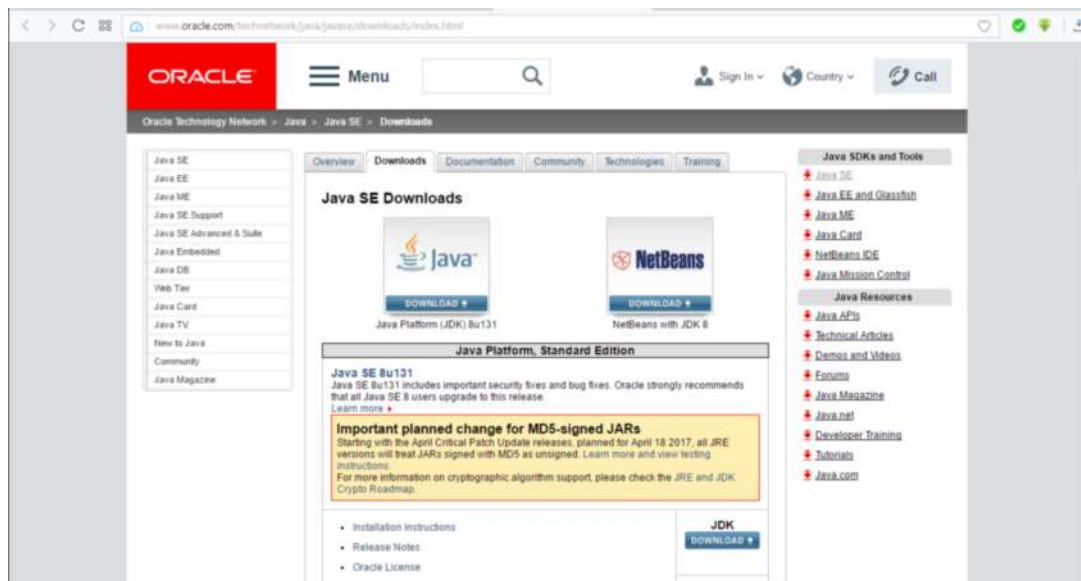 www.oracle.com/technetwork/java/javase/downloads/index.html
ORACLE
Menu
Sign In
Country
Call
Oracle Technology Network > Java > Java SE > Downloads
Java SE
Java EE
Java ME
Java SE Support
Java SE Advanced & Suite
Java Embedded
Java DB
Web Tier
Java Card
Java TV
New to Java
Community
Java Magazine
Overview
Downloads
Documentation
Community
Technologies
Training
Java SE Downloads
Java
DOWNLOAD
Java Platform (JDK) 8u131
NetBeans
DOWNLOAD
NetBeans with JDK 8
Java Platform, Standard Edition
Java SE 8u131
Java SE 8u131 includes important security fixes and bug fixes. Oracle strongly recommends
that all Java SE 8 users upgrade to this release.
Learn more
Important planned change for MD5-signed JARs
Starting with the April Critical Patch Update releases, planned for April 18 2017, all JRE
versions will treat JARs signed with MD5 as unsigned. Learn more and view testing
instructions.
For more information on cryptographic algorithm support, please check the JRE and JDK
Crypto Roadmap.
Installation Instructions
Release Notes
Oracle License
JDK
DOWNLOAD
Java SDKs and Tools
Java SE
Java EE and Glassfish
Java ME
Java Card
NetBeans IDE
Java Mission Control
Java Resources
Java APIs
Technical Articles
Demos and Videos
Forums
Java Magazine
Java.net
Developer Training
Tutorials
Java.com